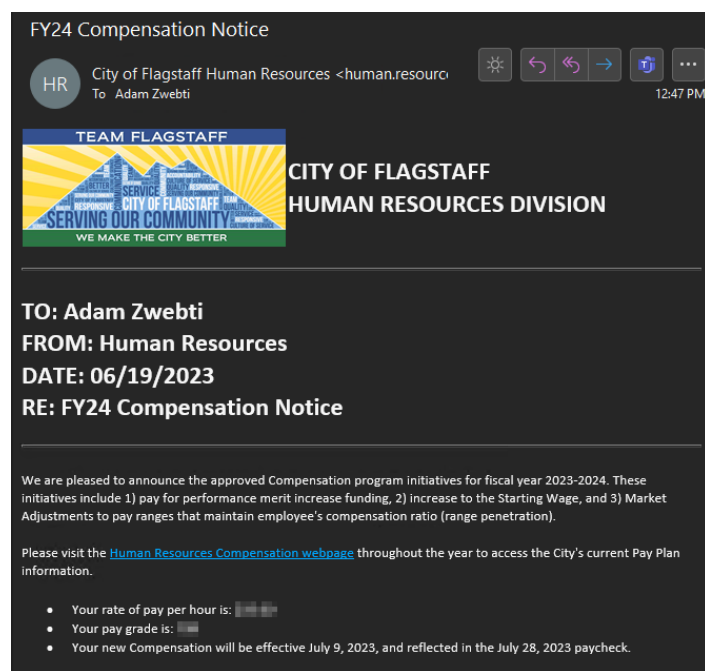 FY24 Compensation Notice
HR
City of Flagstaff Human Resources <human.resourc
To Adam Zwebti
12:47 PM
TEAM FLAGSTAFF
SERVICE
CITY OF FLAGSTAFF
SERVING OUR COMMUNITY
WE MAKE THE CITY BETTER
CITY OF FLAGSTAFF
HUMAN RESOURCES DIVISION
TO: Adam Zwebti
FROM: Human Resources
DATE: 06/19/2023
RE: FY24 Compensation Notice
We are pleased to announce the approved Compensation program initiatives for fiscal year 2023-2024. These
initiatives include 1) pay for performance merit increase funding, 2) increase to the Starting Wage, and 3) Market
Adjustments to pay ranges that maintain employee's compensation ratio (range penetration).
Please visit the Human Resources Compensation webpage throughout the year to access the City's current Pay Plan
information.
• Your rate of pay per hour is:
• Your pay grade is:
• Your new Compensation will be effective July 9, 2023, and reflected in the July 28, 2023 paycheck.